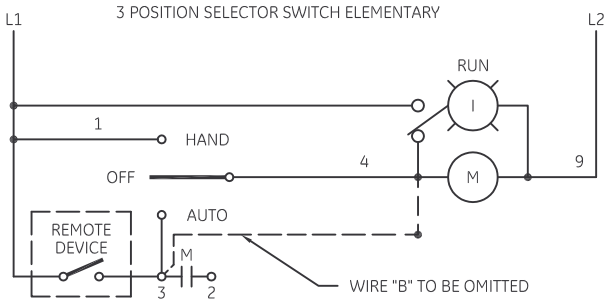 3 POSITION SELECTOR SWITCH ELEMENTARY
L1
L2
RUN
I
1
HAND
4
9
OFF
M
AUTO
REMOTE
DEVICE
M
3
2
WIRE "B" TO BE OMITTED